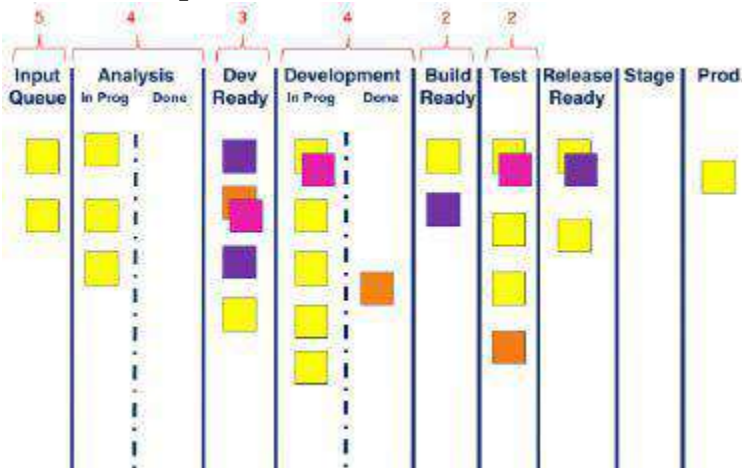 5 4 3 4 2 2
Input Analysis Dev Development Build Test Release Stage Prod.
Queue In Prog Done Ready In Prog Done Ready Ready